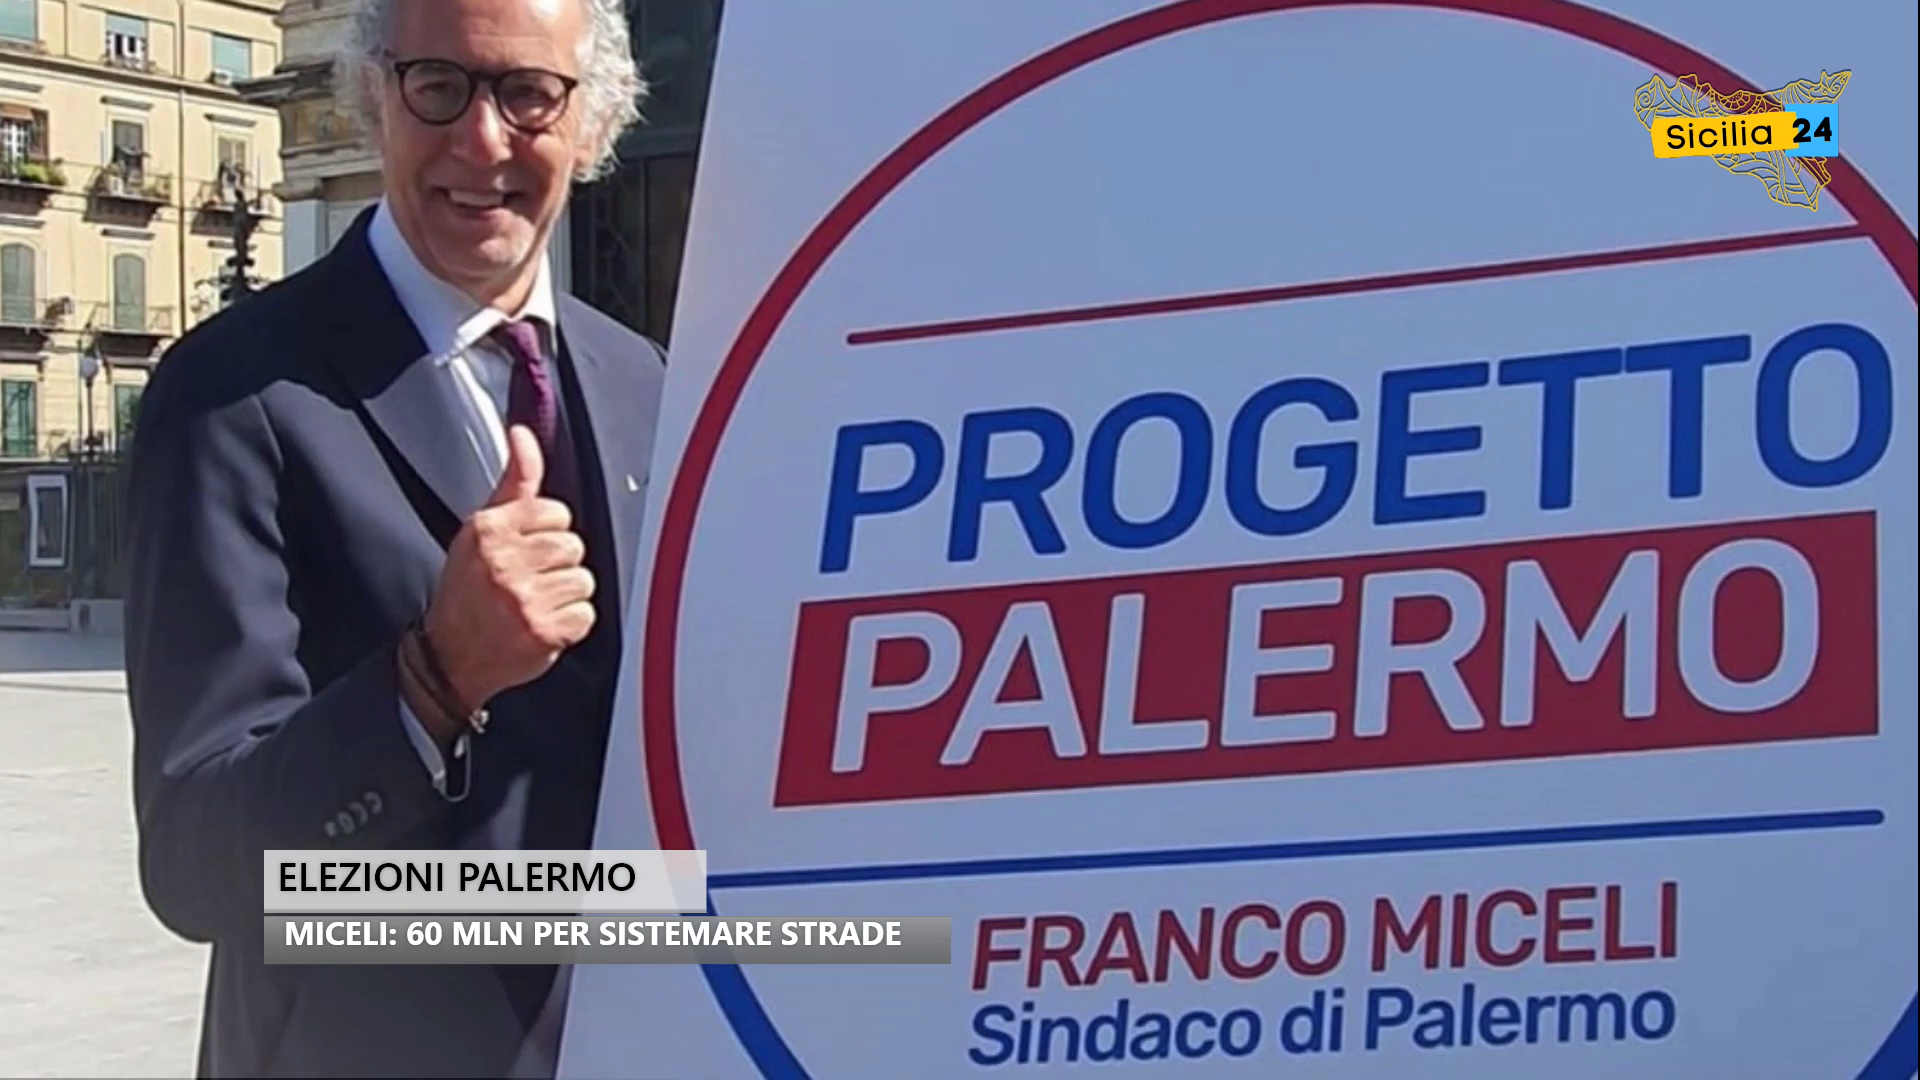 Sicilia 24
PROGETTO
PALERMO
FRANCO MICELI
Sindaco di Palermo
ELEZIONI PALERMO
MICELI: 60 MLN PER SISTEMARE STRADE